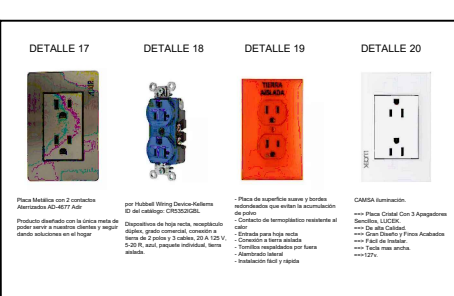 DETALLE 17
DETALLE 18
DETALLE 19
DETALLE 20
TIERRA
AISLADA
LUCEK
Placa Metálica con 2 contactos
Aterrizados AD-4677 Adir
Producto diseñado con la única meta de
poder servir a nuestros clientes y seguir
dando soluciones en el hogar
por Hubbell Wiring Device-Kellems
ID del catálogo: CR5352IGBL
Dispositivos de hoja recta, receptáculo
dúplex, grado comercial, conexión a
tierra de 2 polos y 3 cables, 20 A 125 V,
5-20 R, azul, paquete individual, tierra
aislada.
- Placa de superficie suave y bordes
redondeados que evitan la acumulación
de polvo
- Contacto de termoplástico resistente al
calor
- Entrada para hoja recta
- Conexión a tierra aislada
- Tornillos respaldados por fuera
- Alambrado lateral
- Instalación fácil y rápida
CAMSA iluminación.
==> Placa Cristal Con 3 Apagadores
Sencillos, LUCEK.
==> De alta Calidad.
==> Gran Diseño y Finos Acabados
==> Fácil de Instalar.
==> Tecla mas ancha.
==>127v.